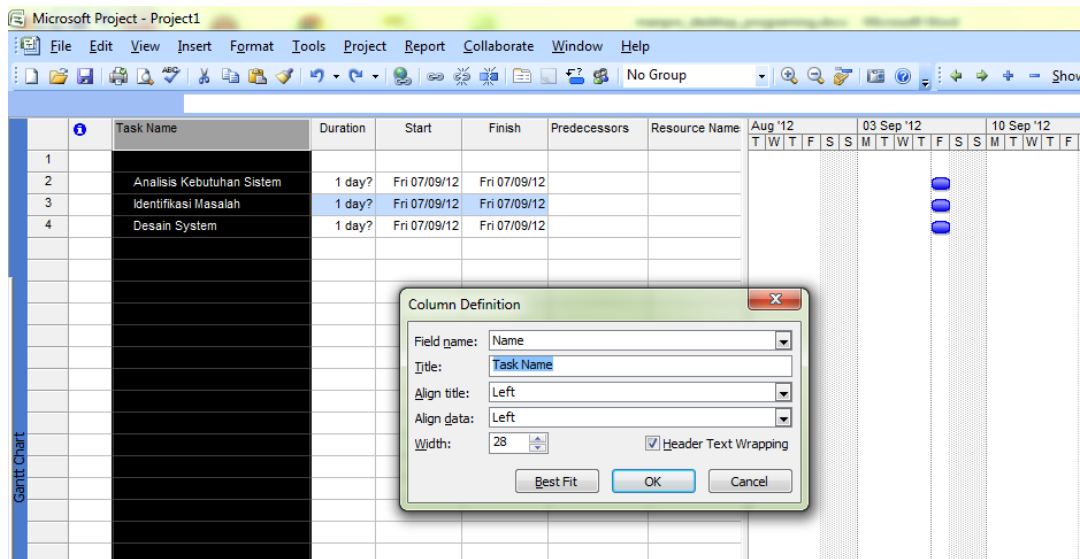 Microsoft Project - Project1
File Edit View Insert Format Tools Project Report Collaborate Window Help
No Group Show
Task Name Duration Start Finish Predecessors Resource Name Aug '12 03 Sep '12 10 Sep '12
T W T F S S M T W T F S S M T W T F
1
2 Analisis Kebutuhan Sistem 1 day? Fri 07/09/12 Fri 07/09/12
3 Identifikasi Masalah 1 day? Fri 07/09/12 Fri 07/09/12
4 Desain System 1 day? Fri 07/09/12 Fri 07/09/12
Gantt Chart
Column Definition
Field name: Name
Title: Task Name
Align title: Left
Align data: Left
Width: 28 Header Text Wrapping
Best Fit OK Cancel